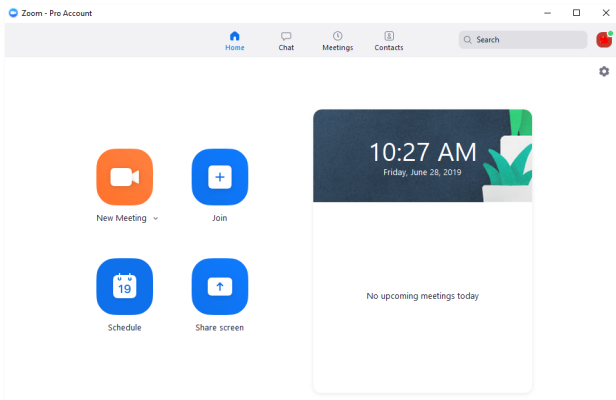 Zoom - Pro Account
Home
Chat
Meetings
Contacts
Search
10:27 AM
Friday, June 28, 2019
New Meeting
Join
19
Schedule
Share screen
No upcoming meetings today